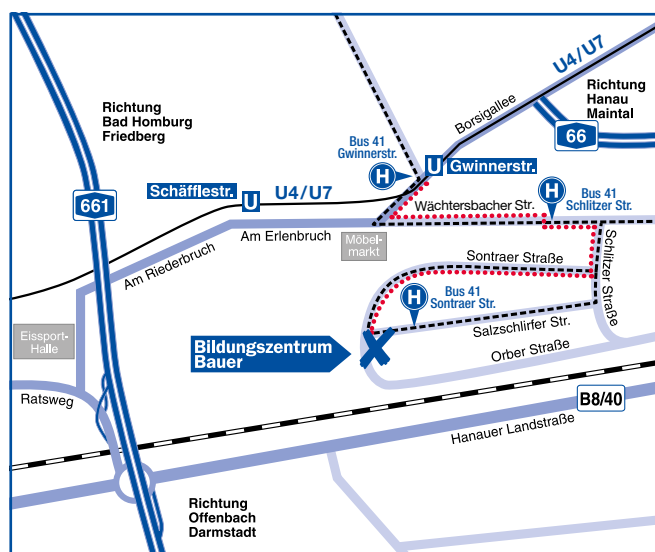 U4/U7
Richtung
Hanau
Maintal
Richtung
Bad Homburg
Friedberg
Borsigallee
66
Bus 41
Gwinnerstr.
H
U
Gwinnerstr.
Schäfflestr.
U
U4/U7
661
Wächtersbacher Str.
H
Bus 41
Schlitzer Str.
Am Erlenbruch
Möbel-
markt
Am Riederbruch
Sontraer Straße
Schlitzer Straße
H
Bus 41
Sontraer Str.
Salzschlirfer Str.
Eissport-
Halle
Bildungszentrum
Bauer
Orber Straße
Ratsweg
B8/40
Hanauer Landstraße
Richtung
Offenbach
Darmstadt